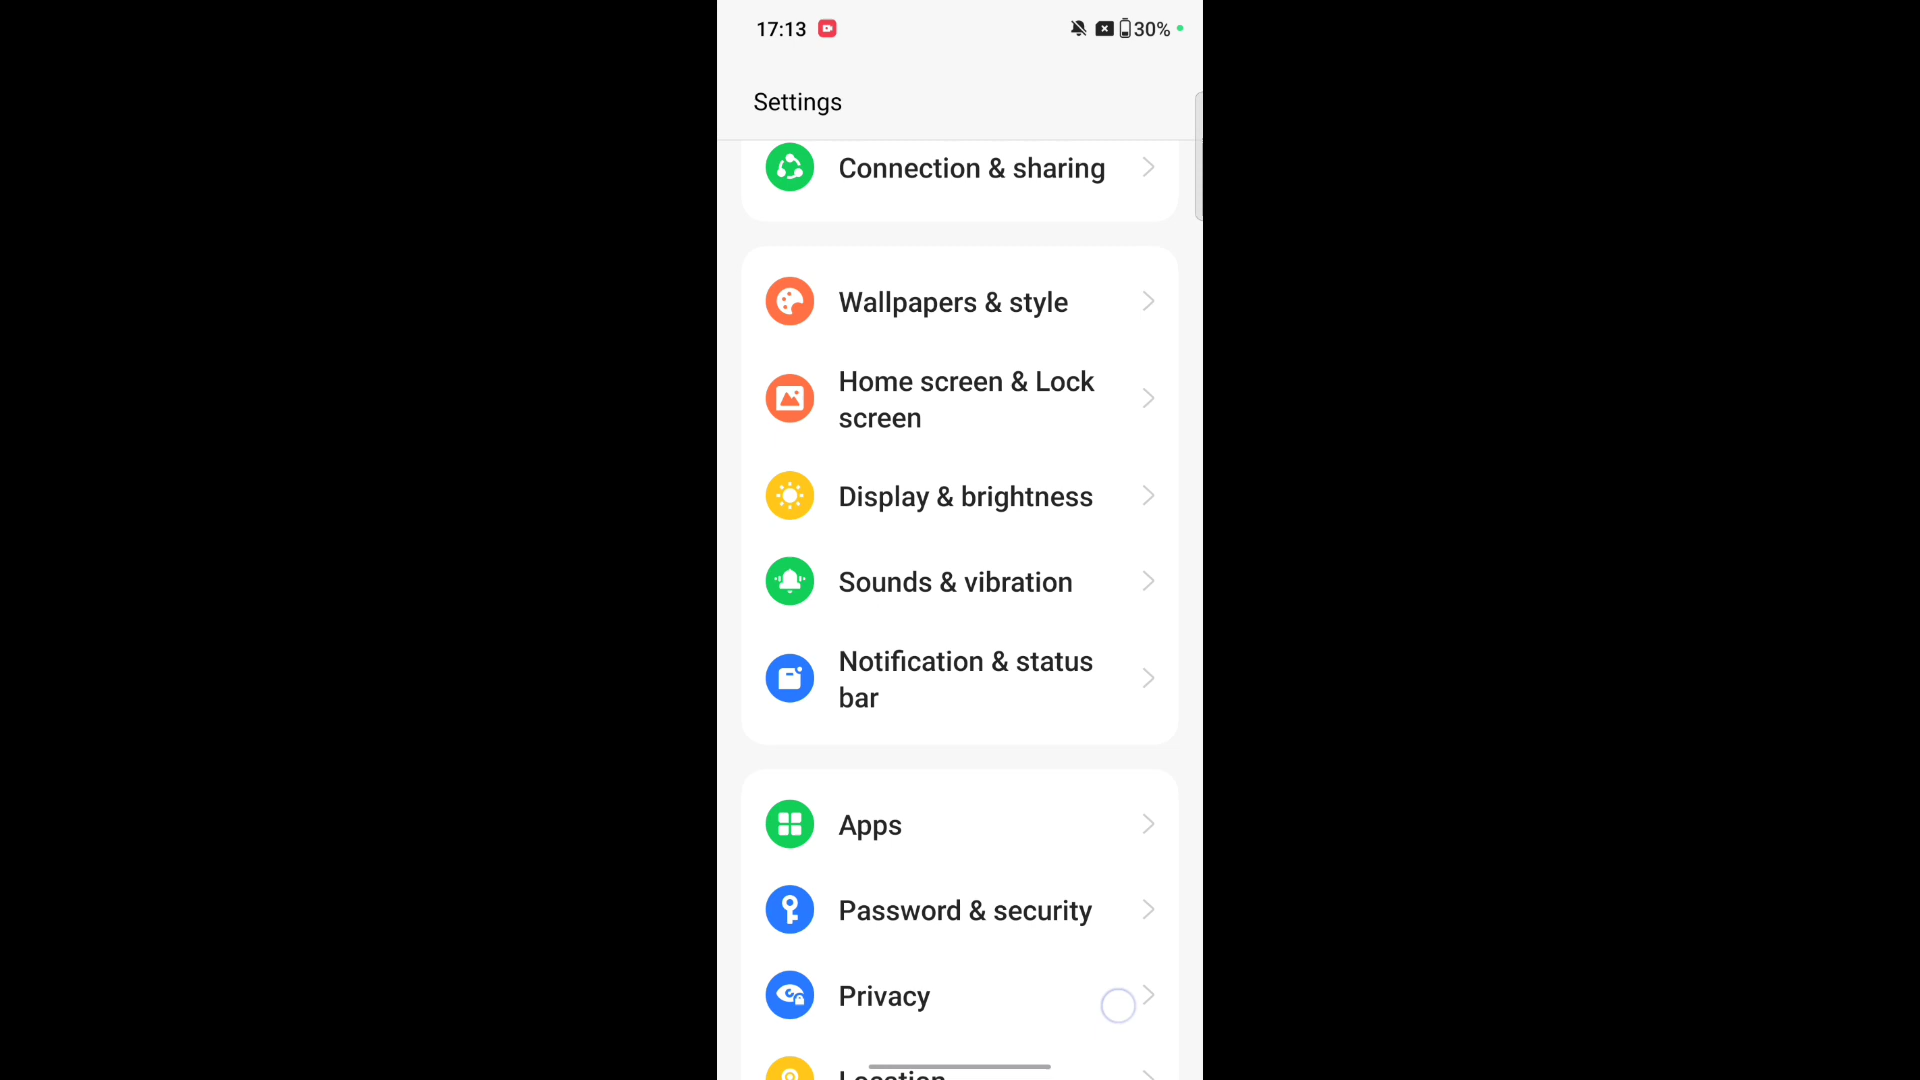 17:13
30%
Settings
Connection & sharing
Wallpapers & style
Home screen & Lock
screen
Display & brightness
Sounds & vibration
Notification & status
bar
Apps
Password & security
Privacy
Location